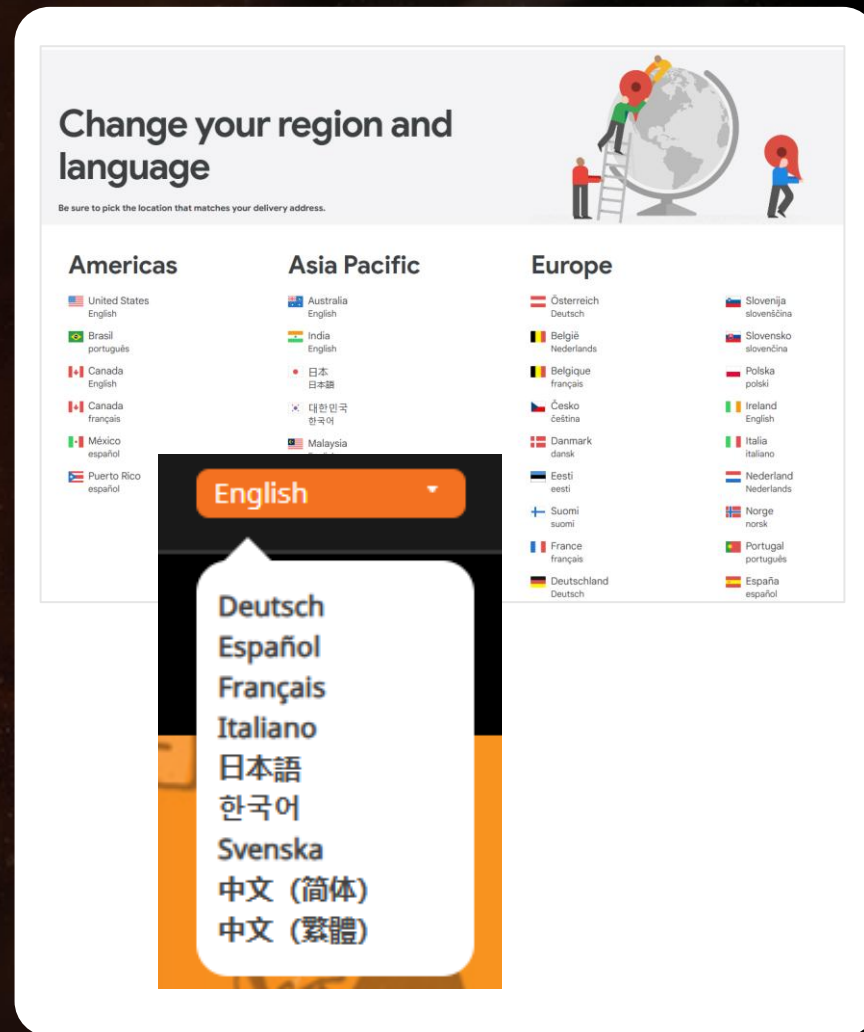 Change your region and
language
Be sure to pick the location that matches your delivery address.
Americas
United States
English
Brasil
português
Canada
English
Canada
français
México
español
Puerto Rico
español
Asia Pacific
Australia
English
India
English
日本
日本語
대한민국
한국어
Malaysia
Europe
Österreich
Deutsch
België
Nederlands
Belgique
français
Česko
čeština
Danmark
dansk
Eesti
eesti
Suomi
suomi
France
français
Deutschland
Deutsch
Slovenija
slovenščina
Slovensko
slovenčina
Polska
polski
Ireland
English
Italia
italiano
Nederland
Nederlands
Norge
norsk
Portugal
português
España
español
English
Deutsch
Español
Français
Italiano
日本語
한국어
Svenska
中文 (简体)
中文 (繁體)